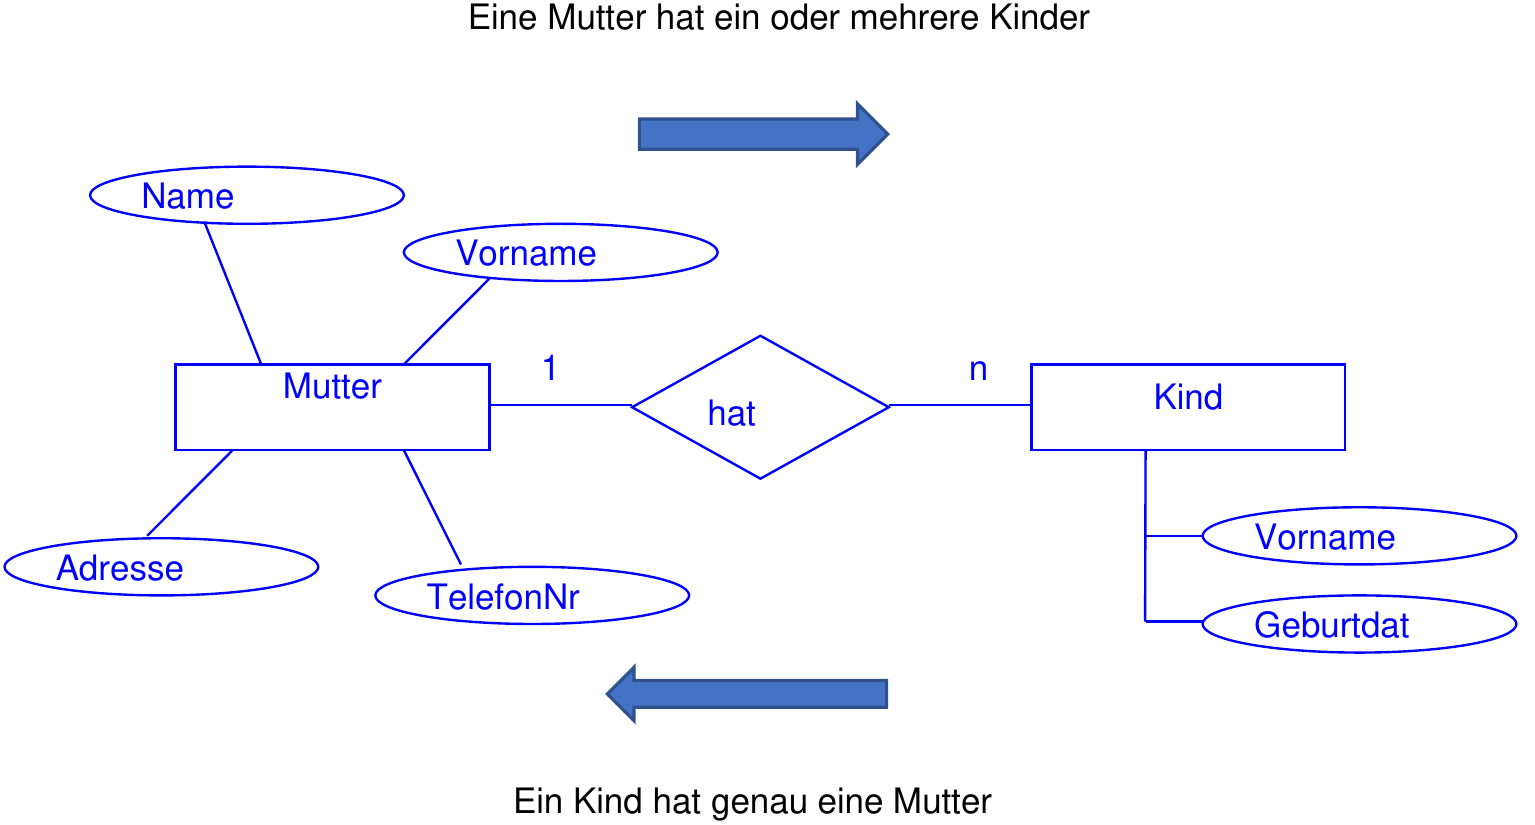 Eine Mutter hat ein oder mehrere Kinder
Name
Vorname
Mutter
1
hat
n
Kind
Adresse
TelefonNr
Vorname
Geburtdat
Ein Kind hat genau eine Mutter